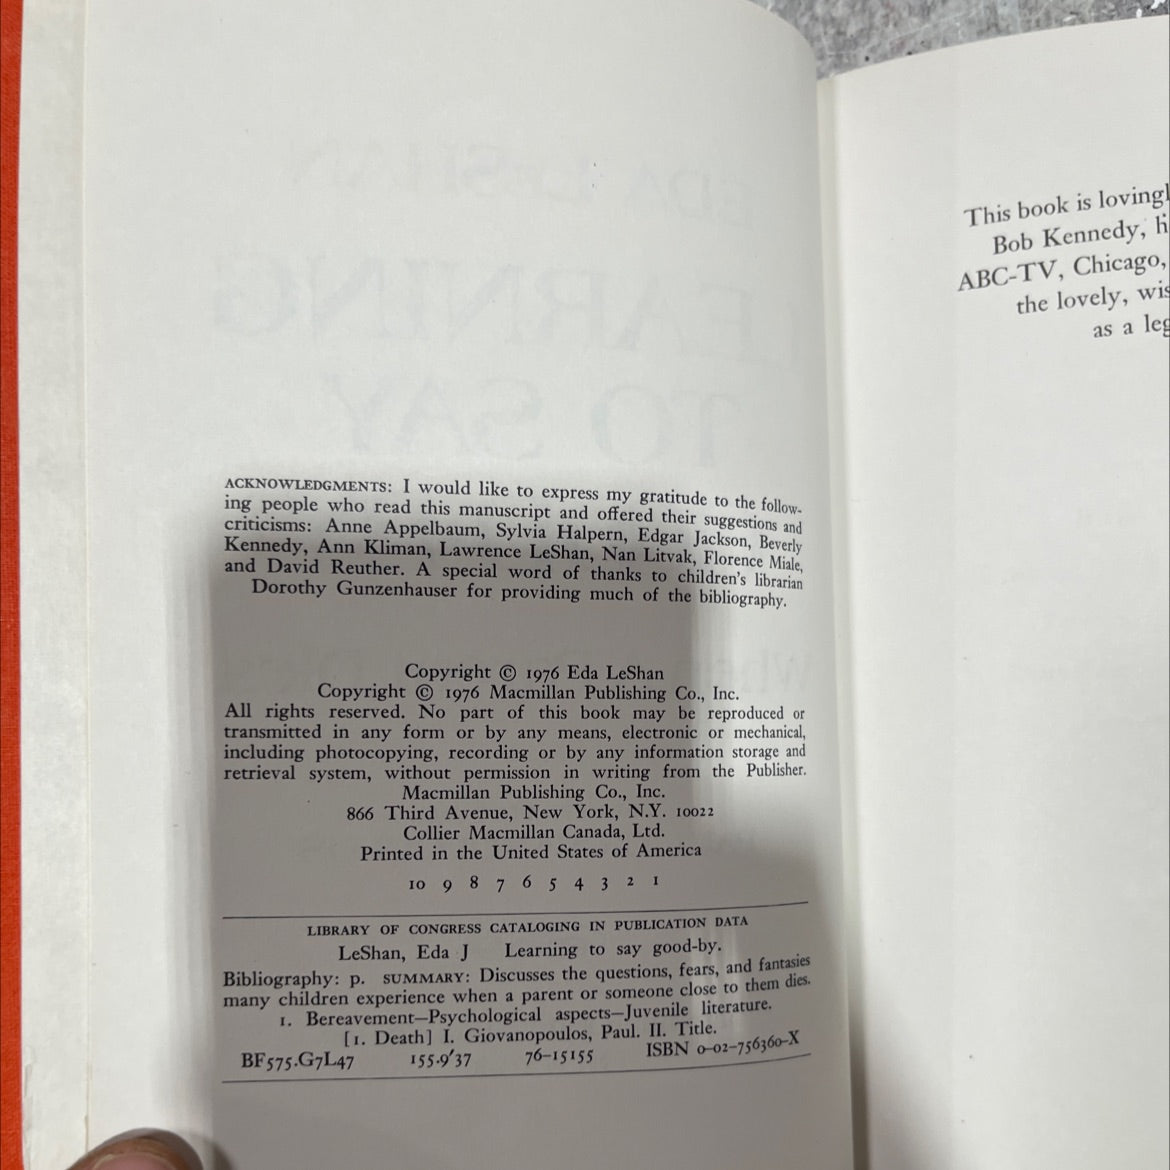 ACKNOWLEDGMENTS: I would like to express my gratitude to the follow-
ing people who read this manuscript and offered their suggestions and
criticisms: Anne Appelbaum, Sylvia Halpern, Edgar Jackson, Beverly
Kennedy, Ann Kliman, Lawrence LeShan, Nan Litvak, Florence Miale,
and David Reuther. A special word of thanks to children's librarian
Dorothy Gunzenhauser for providing much of the bibliography.
Copyright © 1976 Eda LeShan
Copyright © 1976 Macmillan Publishing Co., Inc.
All rights reserved. No part of this book may be reproduced or
transmitted in any form or by any means, electronic or mechanical,
including photocopying, recording or by any information storage and
retrieval system, without permission in writing from the Publisher.
Macmillan Publishing Co., Inc.
866 Third Avenue, New York, N.Y. 10022
Collier Macmillan Canada, Ltd.
Printed in the United States of America
10 9 8 7 6 5 4 3 2 1
LIBRARY OF CONGRESS CATALOGING IN PUBLICATION DATA
LeShan, Eda J Learning to say good-by.
Bibliography: p. SUMMARY: Discusses the questions, fears, and fantasies
many children experience when a parent or someone close to them dies.
1. Bereavement—Psychological aspects—Juvenile literature.
[1. Death] I. Giovanopoulos, Paul. II. Title.
BF575.G7L47 155.9'37 76-15155 ISBN 0-02-756360-X
This book is lovingl
Bob Kennedy, h
ABC-TV, Chicago,
the lovely, wis
as a leg